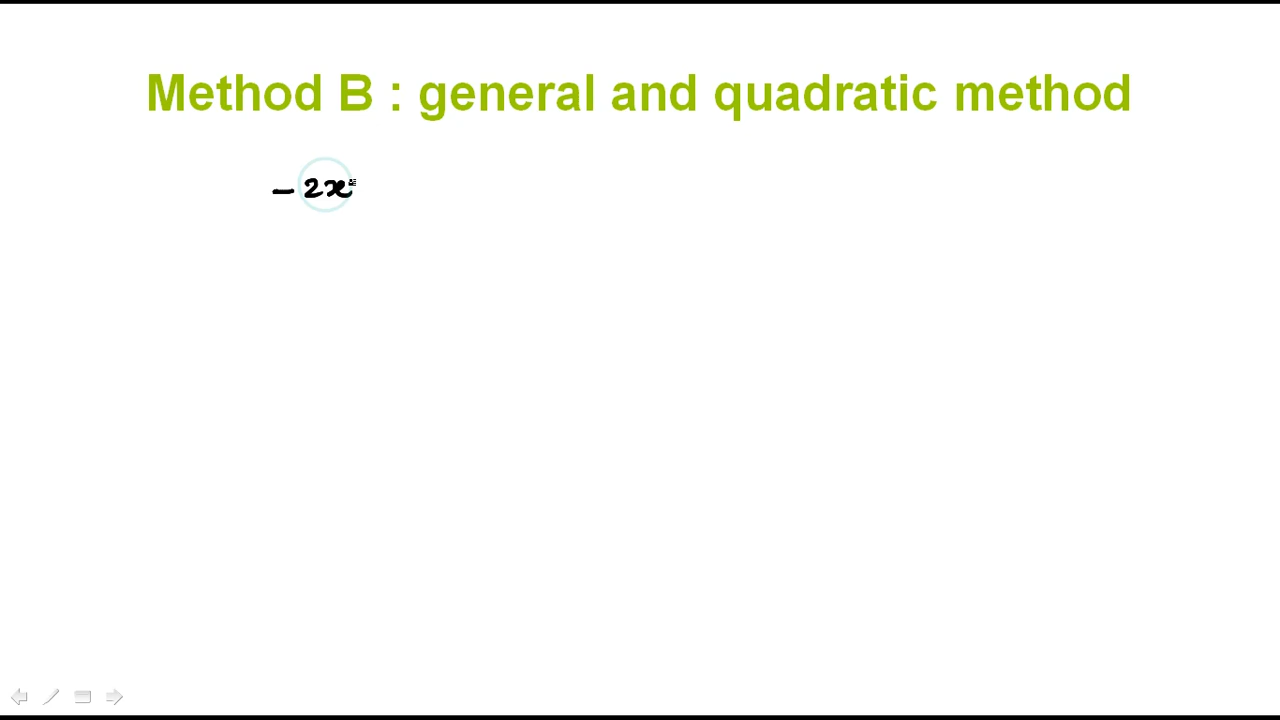 Method B : general and quadratic method
− 2x